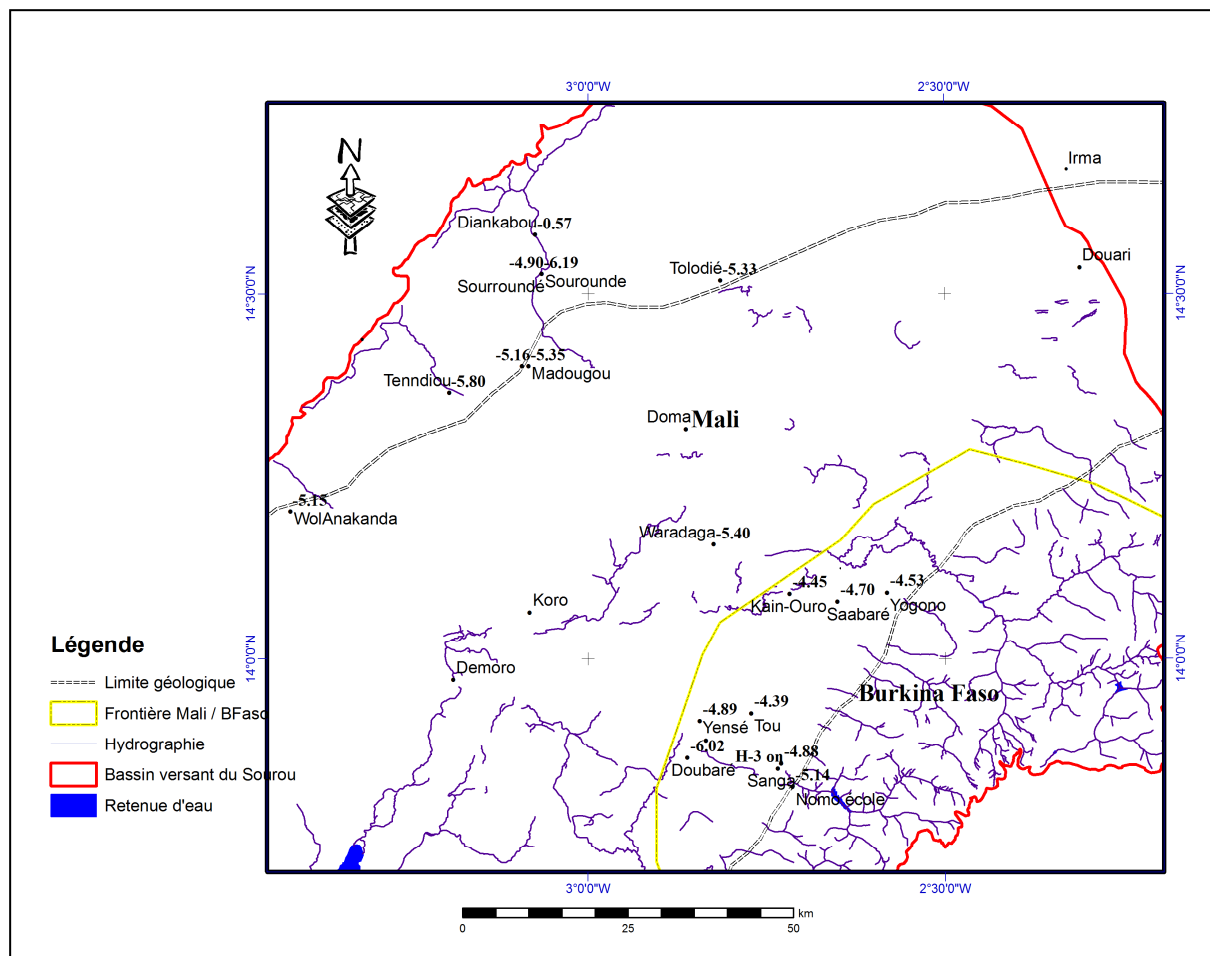 3°0'0"W
2°30'0"W
N
Irma
Diankabou-0.57
Douari
-4.90-6.19
Sourroundé
Sourounde
Tolodié-5.33
14°30'0"N
14°30'0"N
-5.16-5.35
Madougou
Tenndiou-5.80
Doma
Mali
-5.15
WolAnakanda
Waradaga-5.40
-4.45
-4.70
-4.53
Kain-Ouro
Saabaré
Yogono
Koro
Légende
14°0'0"N
14°0'0"N
Demoro
Limite géologique
Burkina Faso
Frontière Mali / BFaso
-4.89
-4.39
Yensé
Tou
Hydrographie
-6.02
H-3 on
-4.88
Doubaré
Bassin versant du Sourou
Sanga
-5.14
Nomo école
Retenue d'eau
3°0'0"W
2°30'0"W
km
0
25
50